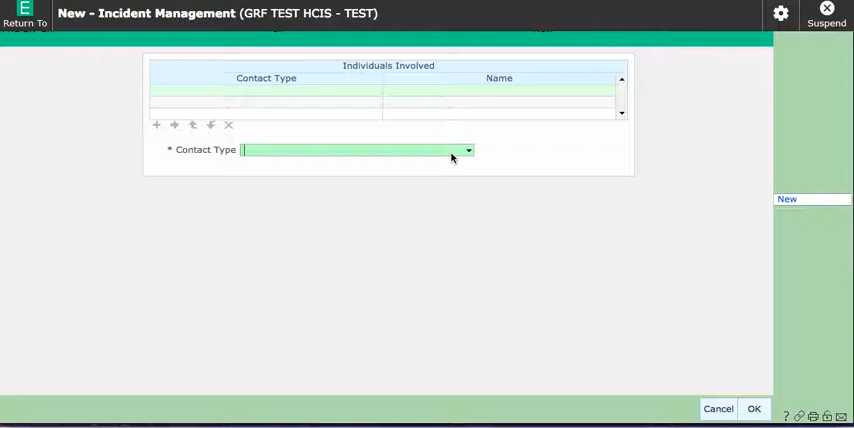 E
Return To
New - Incident Management (GRF TEST HCIS - TEST)
Suspend
Individuals Involved
Contact Type
Name
* Contact Type
New
Cancel
OK
?